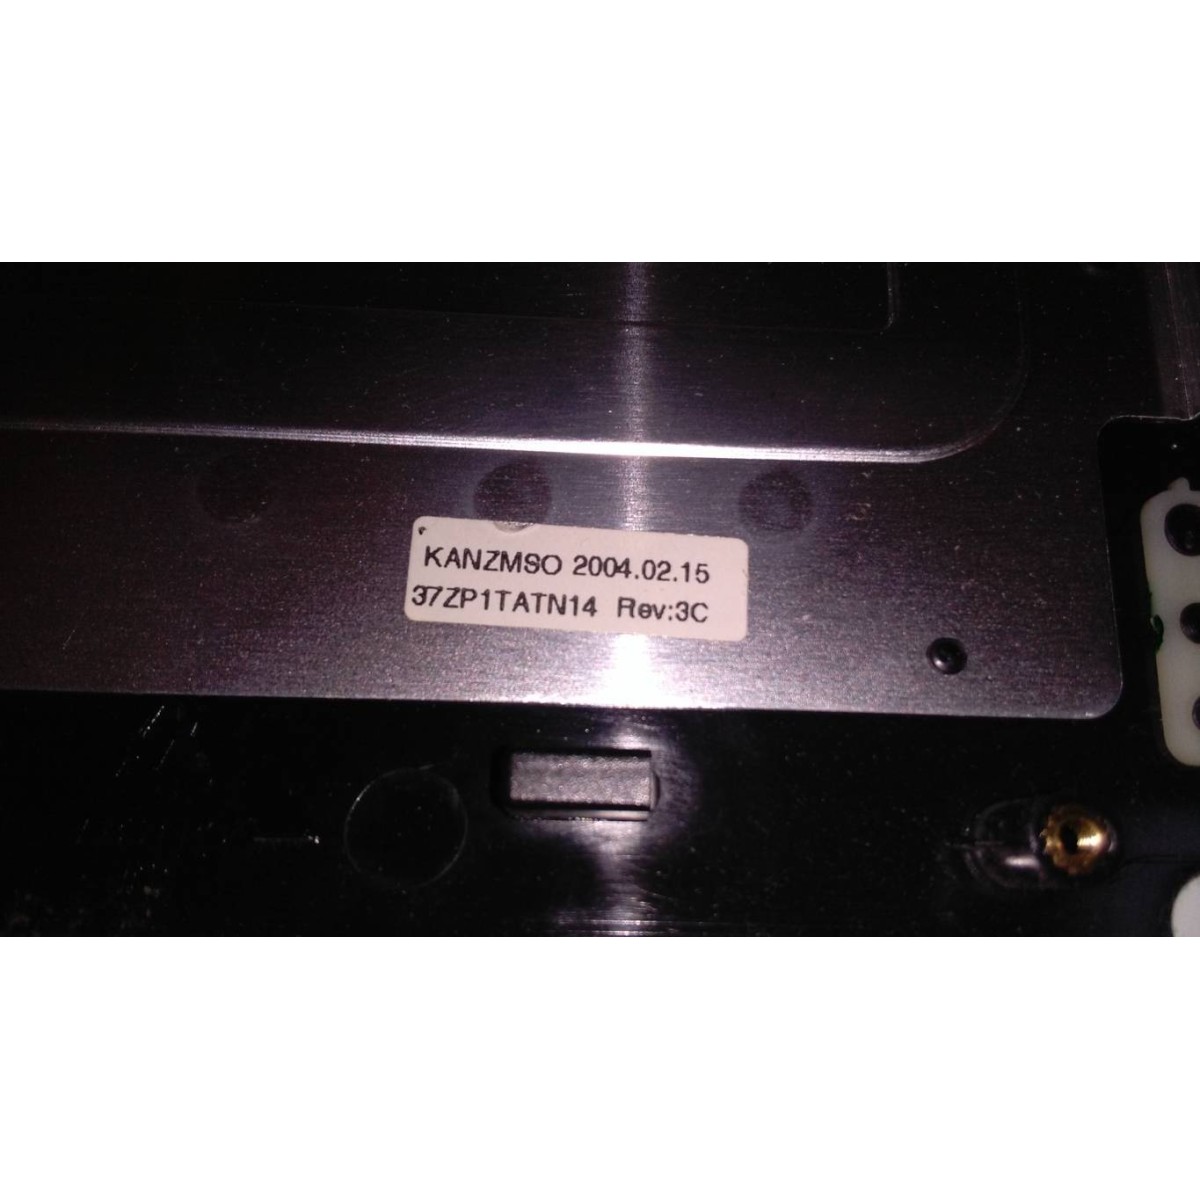 KANZMSO 2004.02.15
37ZP1TATN14 Rev:3C